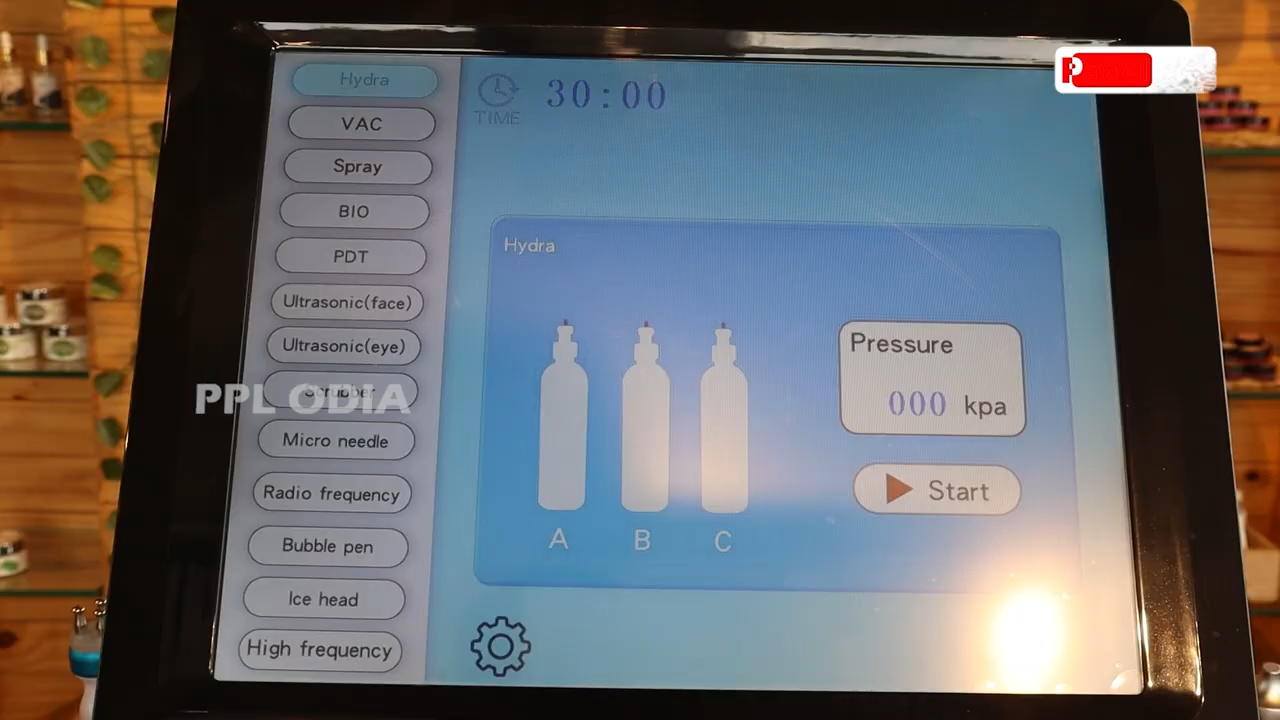 Hydra
VAC
Spray
BIO
PDT
Ultrasonic(face)
Ultrasonic(eye)
Scrubber
Micro needle
Radio frequency
Bubble pen
Ice head
High frequency
TIME
30:00
Hydra
A B C
Pressure
000 kpa
Start
PPL ODIA